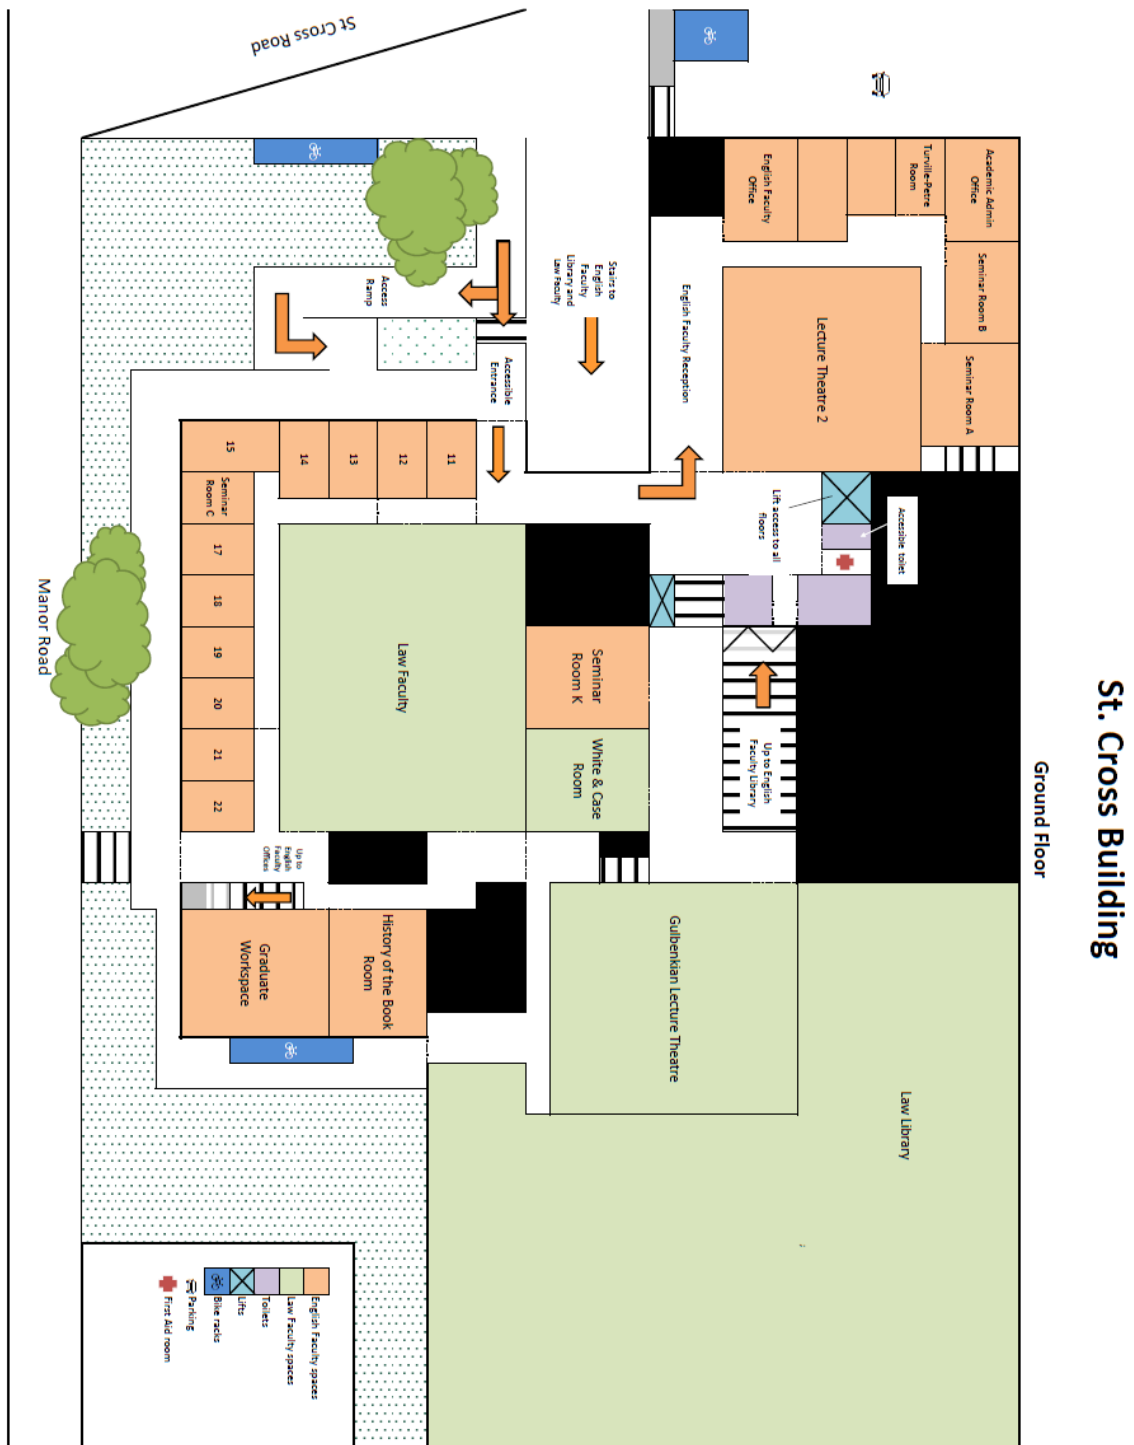 St. Cross Building
Ground Floor
St Cross Road
Academic Admin
Office
Turville-Petre
Room
English Faculty
Office
Seminar Room B
Seminar Room A
Lecture Theatre 2
English Faculty Reception
Stairs to
English
Faculty
Library and
Law Faculty
Access
Ramp
Accessible
Entrance
Accessible toilet
Lift access to all
floors
11
12
13
14
15
Seminar
Room C
17
18
19
20
21
22
Law Faculty
Seminar
Room K
White & Case
Room
Up to English
Faculty Library
Up to
English
Faculty
Offices
History of the Book
Room
Graduate
Workspace
Gulbenkian Lecture Theatre
Law Library
Manor Road
English Faculty spaces
Law Faculty spaces
Toilets
Lifts
Bike racks
Parking
First Aid room